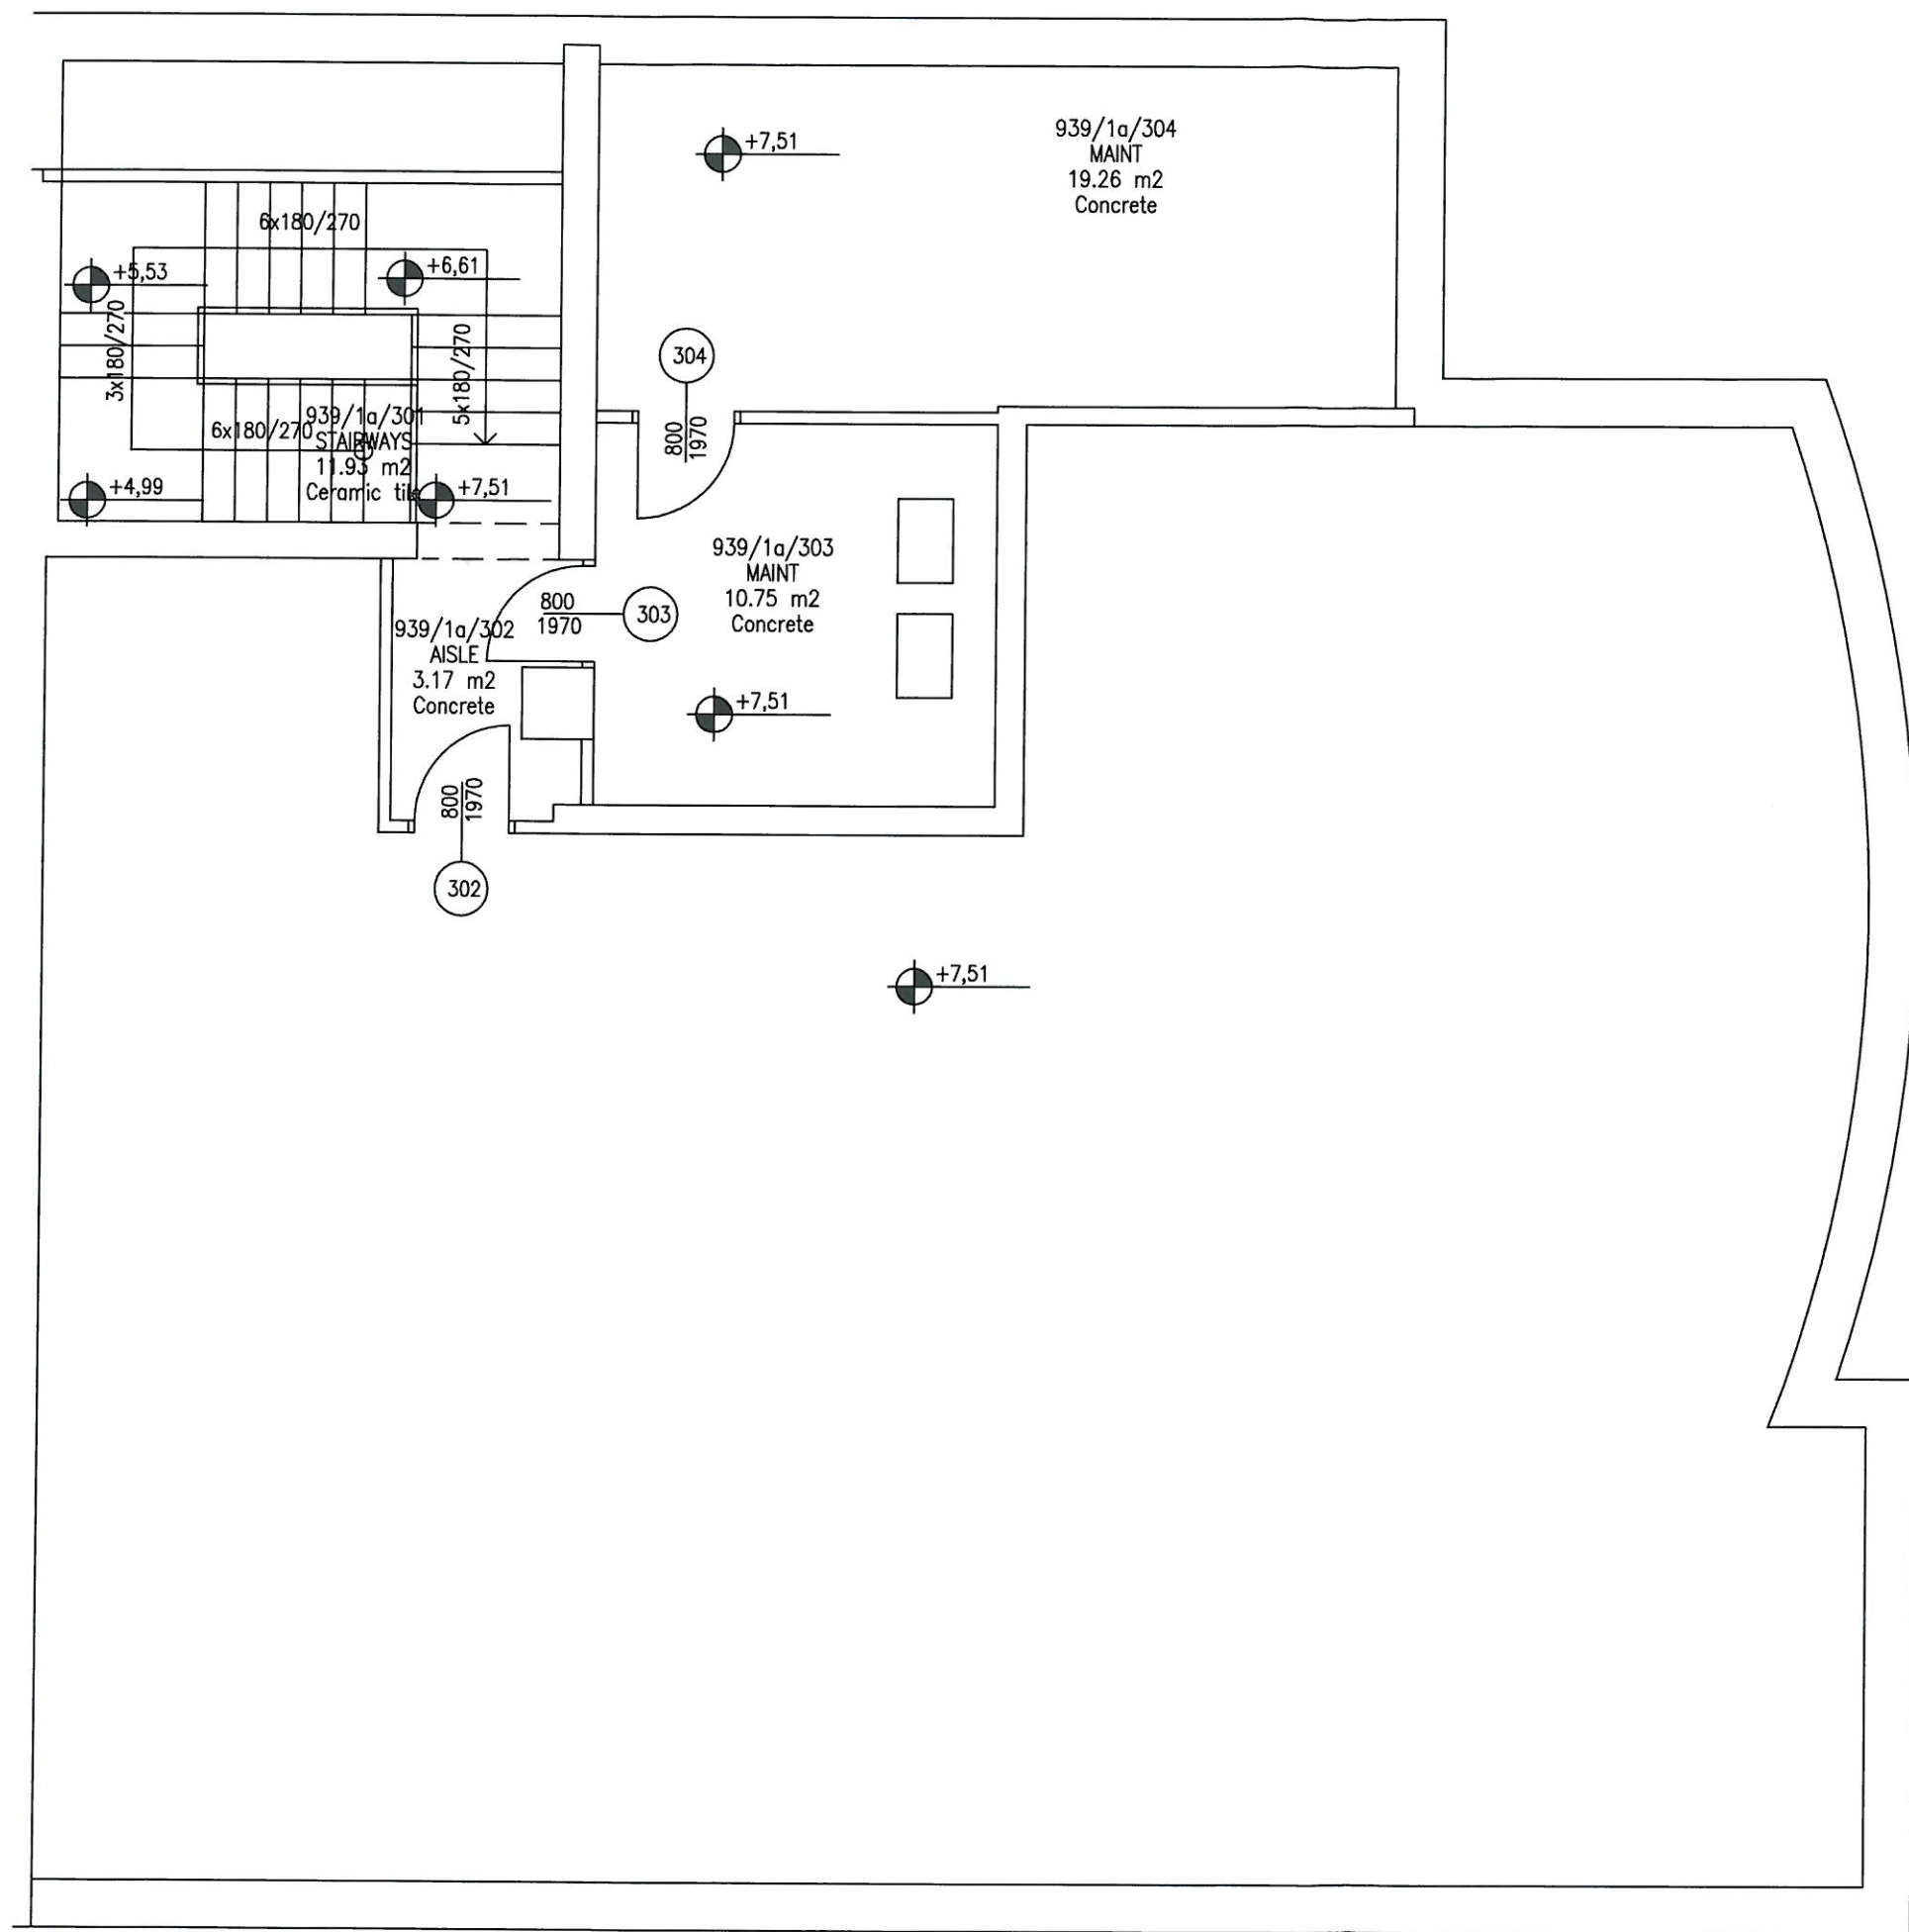 +7,51
939/1a/304
MAINT
19.26 m2
Concrete
6x180/270
+5,53
+6,61
3x180/270
5x180/270
304
800
1970
6x180/270
939/1a/301
STAIRWAYS
11.93 m2
Ceramic tile
+4,99
+7,51
939/1a/303
MAINT
10.75 m2
Concrete
800
1970
303
939/1a/302
AISLE
3.17 m2
Concrete
+7,51
800
1970
302
+7,51